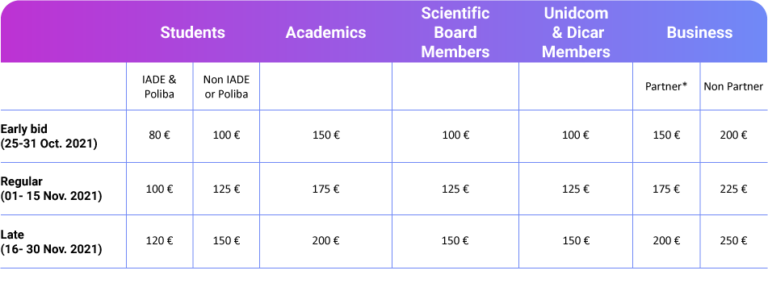 Students Academics Scientific Board Members Unidcom & Dicar Members Business
IADE & Poliba Non IADE or Poliba Partner* Non Partner
Early bid
(25-31 Oct. 2021) 80 € 100 € 150 € 100 € 100 € 150 € 200 €
Regular
(01- 15 Nov. 2021) 100 € 125 € 175 € 125 € 125 € 175 € 225 €
Late
(16- 30 Nov. 2021) 120 € 150 € 200 € 150 € 150 € 200 € 250 €